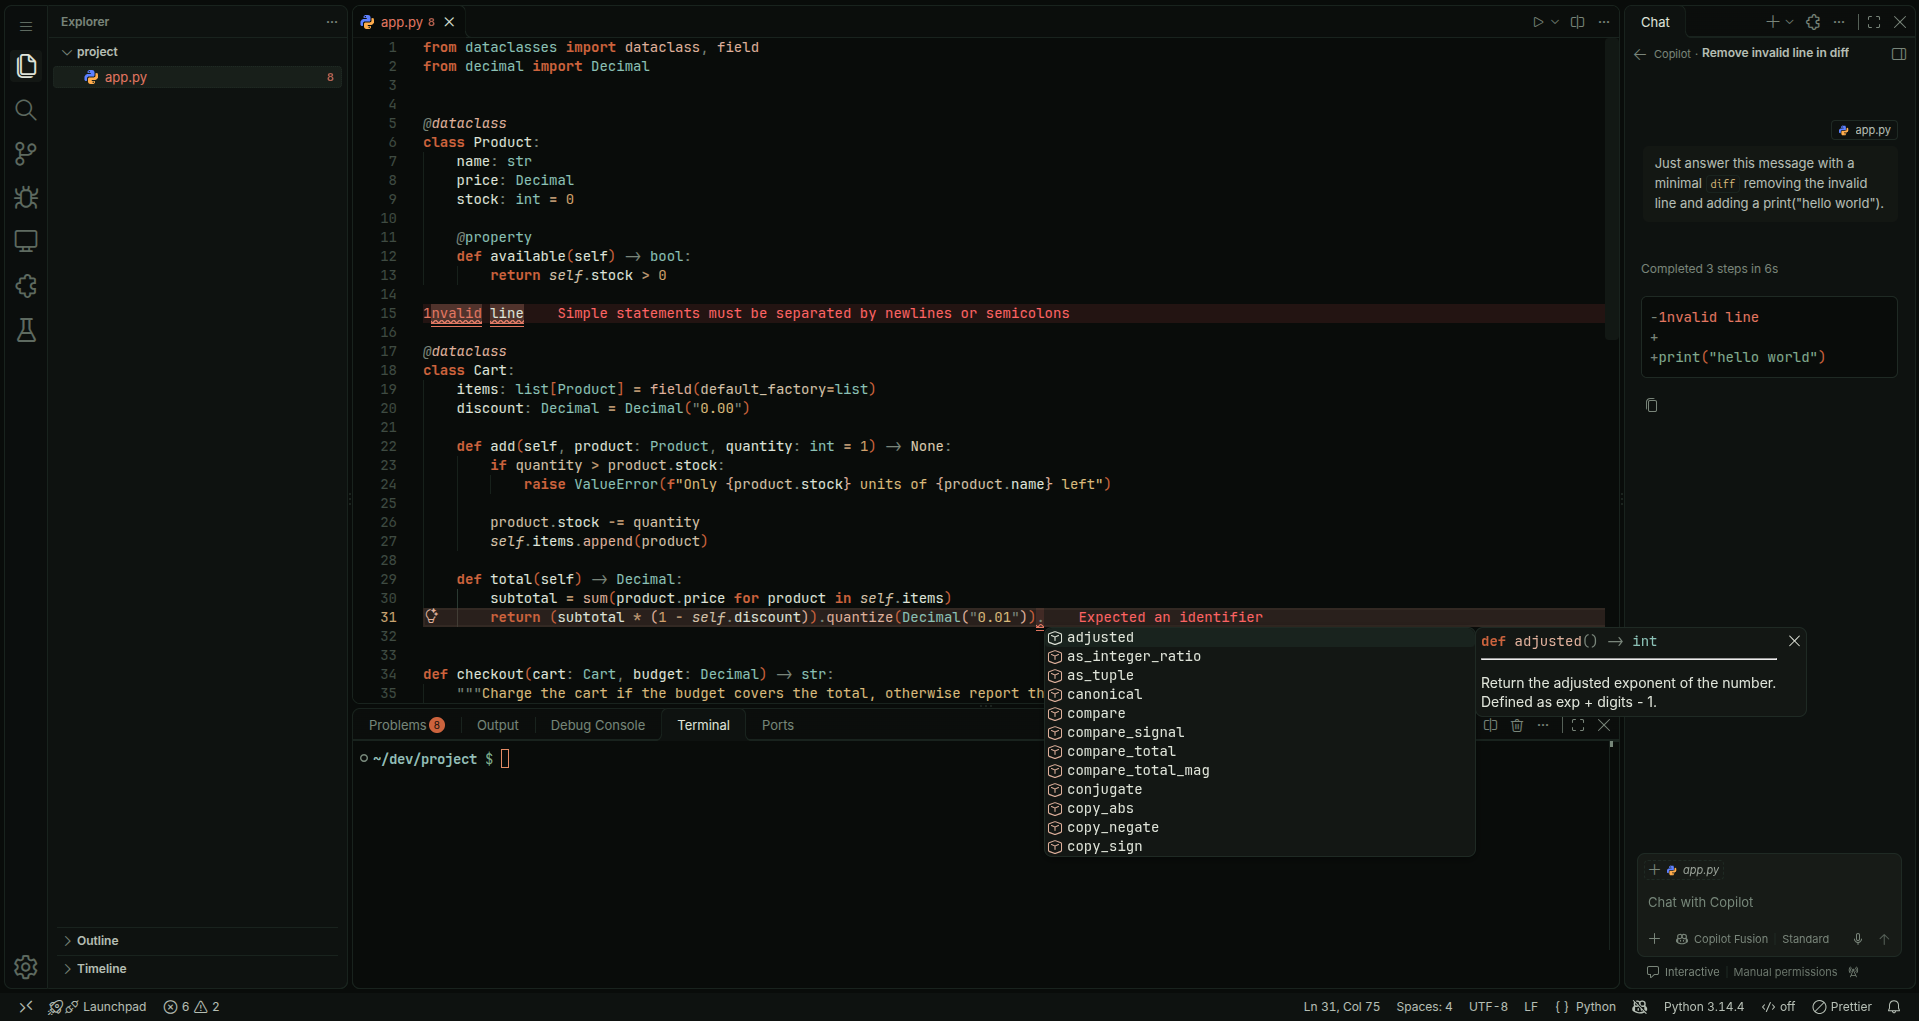 Explorer
project
app.py 8
Outline
Timeline
app.py 8
1 from dataclasses import dataclass, field
2 from decimal import Decimal
3
4
5 @dataclass
6 class Product:
7 name: str
8 price: Decimal
9 stock: int = 0
10
11 @property
12 def available(self) -> bool:
13 return self.stock > 0
14
15 1nvalid line Simple statements must be separated by newlines or semicolons
16
17 @dataclass
18 class Cart:
19 items: list[Product] = field(default_factory=list)
20 discount: Decimal = Decimal("0.00")
21
22 def add(self, product: Product, quantity: int = 1) -> None:
23 if quantity > product.stock:
24 raise ValueError(f"Only {product.stock} units of {product.name} left")
25
26 product.stock -= quantity
27 self.items.append(product)
28
29 def total(self) -> Decimal:
30 subtotal = sum(product.price for product in self.items)
31 return (subtotal * (1 - self.discount)).quantize(Decimal("0.01")). Expected an identifier
32
33
34 def checkout(cart: Cart, budget: Decimal) -> str:
35 """Charge the cart if the budget covers the total, otherwise report th
adjusted
as_integer_ratio
as_tuple
canonical
compare
compare_signal
compare_total
compare_total_mag
conjugate
copy_abs
copy_negate
copy_sign
def adjusted() -> int
Return the adjusted exponent of the number.
Defined as exp + digits - 1.
Problems 8 Output Debug Console Terminal Ports
~/dev/project $
Chat
Copilot · Remove invalid line in diff
app.py
Just answer this message with a
minimal diff removing the invalid
line and adding a print("hello world").
Completed 3 steps in 6s
-1nvalid line
+
+print("hello world")
app.py
Chat with Copilot
Copilot Fusion Standard
Interactive Manual permissions
Launchpad 6 2 Ln 31, Col 75 Spaces: 4 UTF-8 LF { } Python Python 3.14.4 off Prettier